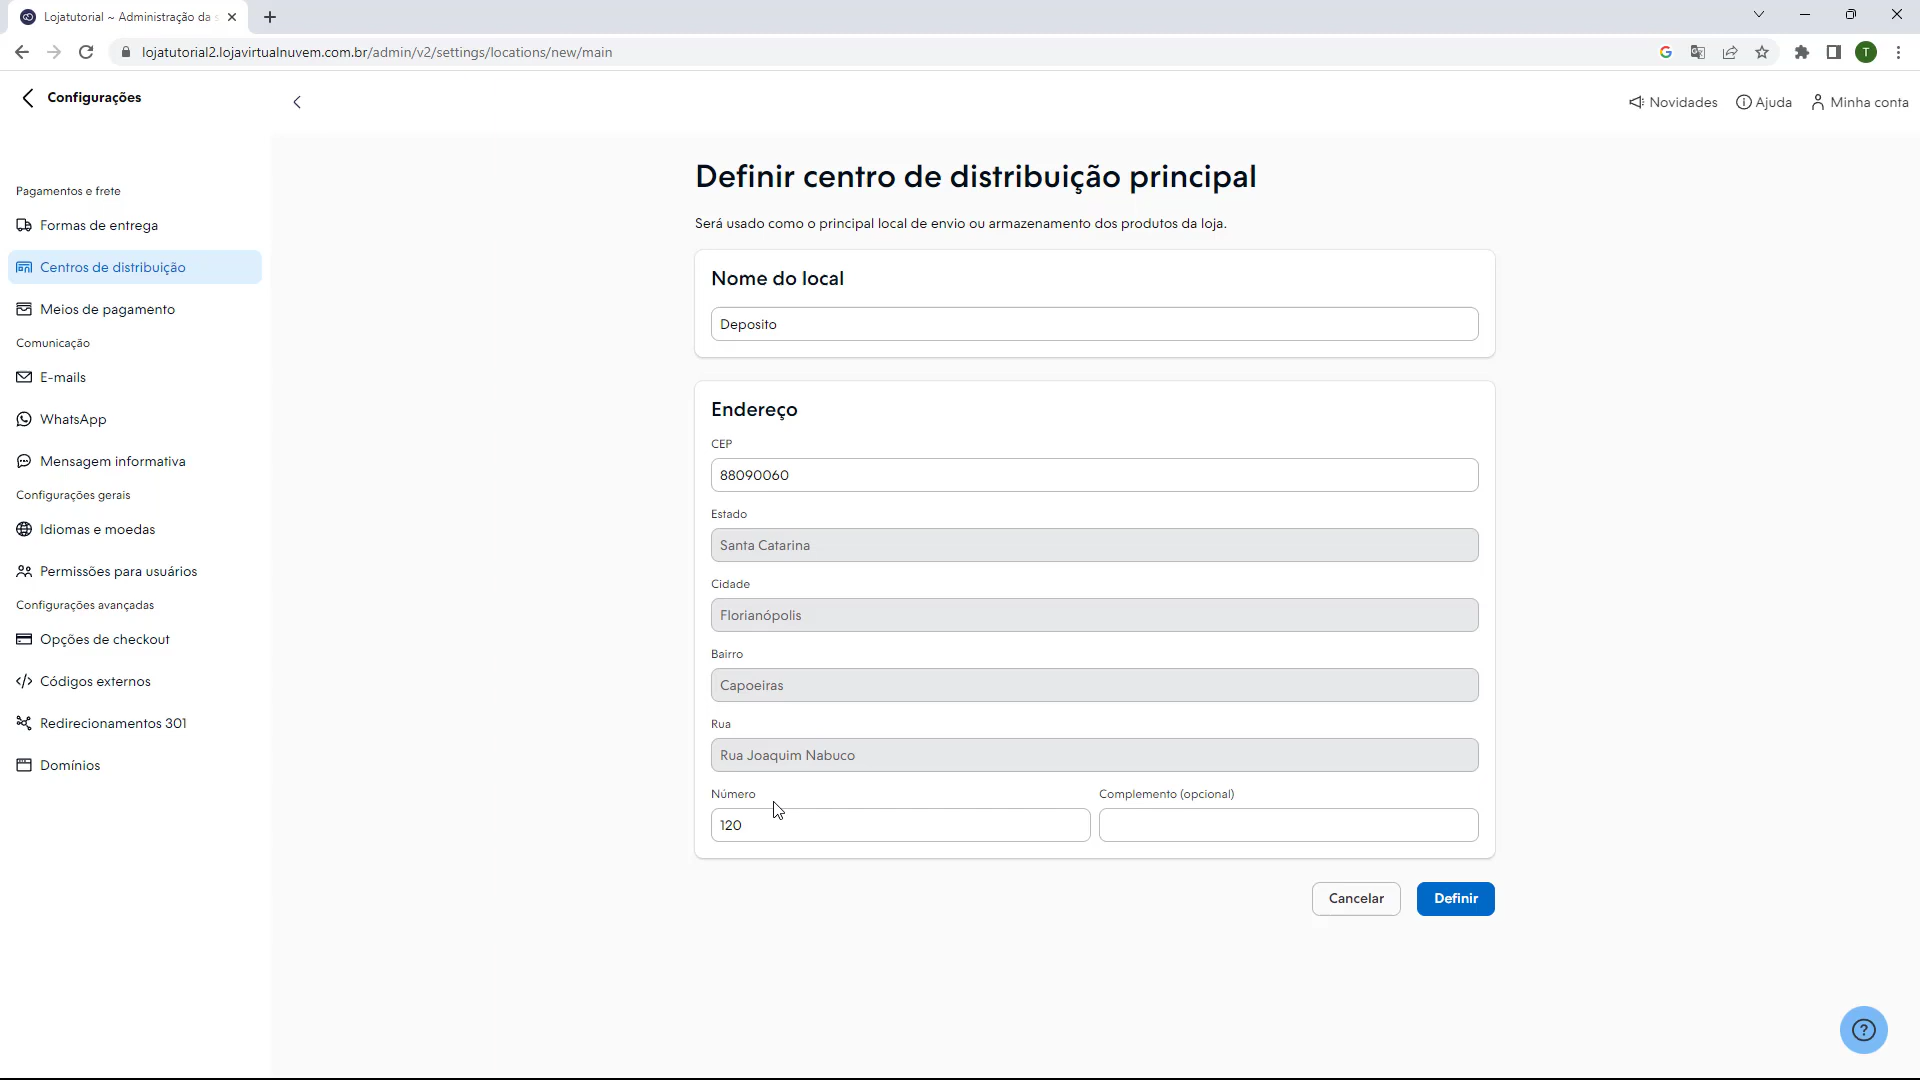 Lojatutorial ~ Administração da s
lojatutorial2.lojavirtualnuvem.com.br/admin/v2/settings/locations/new/main
T
Configurações
Novidades
Ajuda
Minha conta
Pagamentos e frete
Formas de entrega
Centros de distribuição
Meios de pagamento
Comunicação
E-mails
WhatsApp
Mensagem informativa
Configurações gerais
Idiomas e moedas
Permissões para usuários
Configurações avançadas
Opções de checkout
Códigos externos
Redirecionamentos 301
Domínios
Definir centro de distribuição principal
Será usado como o principal local de envio ou armazenamento dos produtos da loja.
Nome do local
Deposito
Endereço
CEP
88090060
Estado
Santa Catarina
Cidade
Florianópolis
Bairro
Capoeiras
Rua
Rua Joaquim Nabuco
Número
120
Complemento (opcional)
Cancelar
Definir